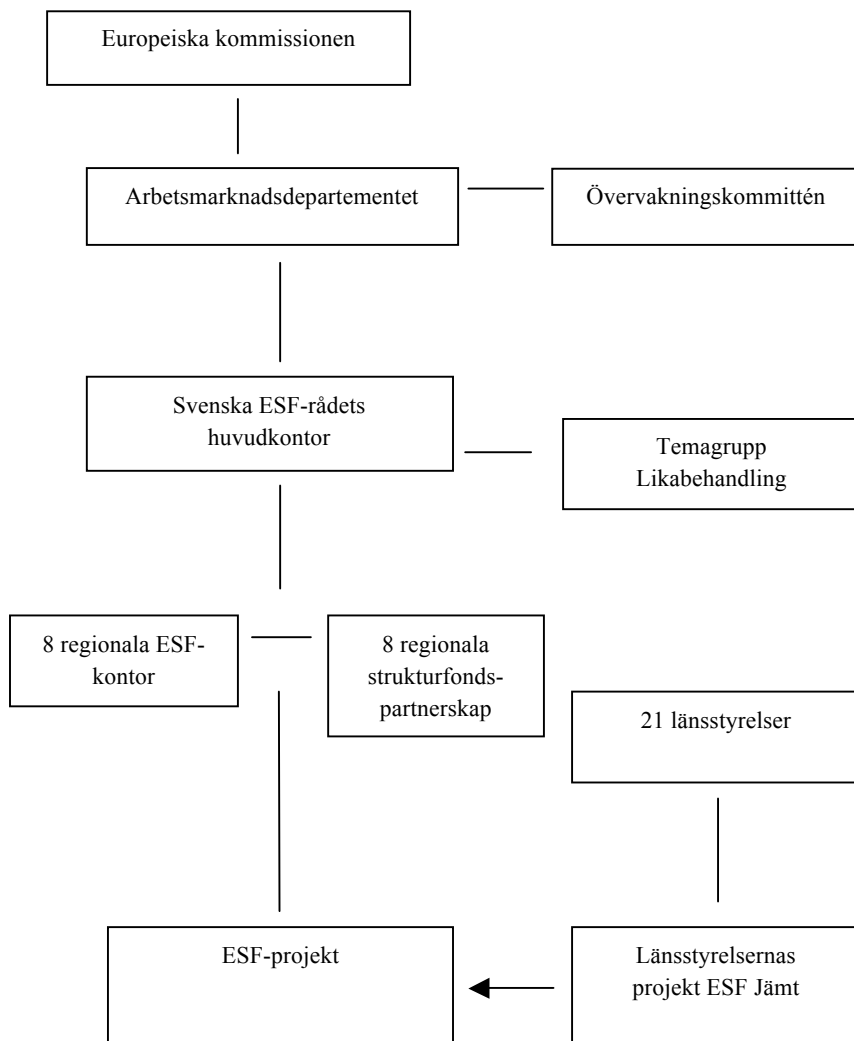 Europeiska kommissionen
Arbetsmarknadsdepartementet
Övervakningskommittén
Svenska ESF-rådets
huvudkontor
Temagrupp
Likabehandling
8 regionala ESF-
kontor
8 regionala
strukturfonds-
partnerskap
21 länsstyrelser
ESF-projekt
Länsstyrelsernas
projekt ESF Jämt